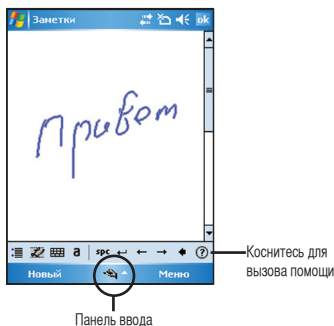 Заметки ok
Привет
a spc
Новый Меню
Коснитесь для
вызова помощи
Панель ввода